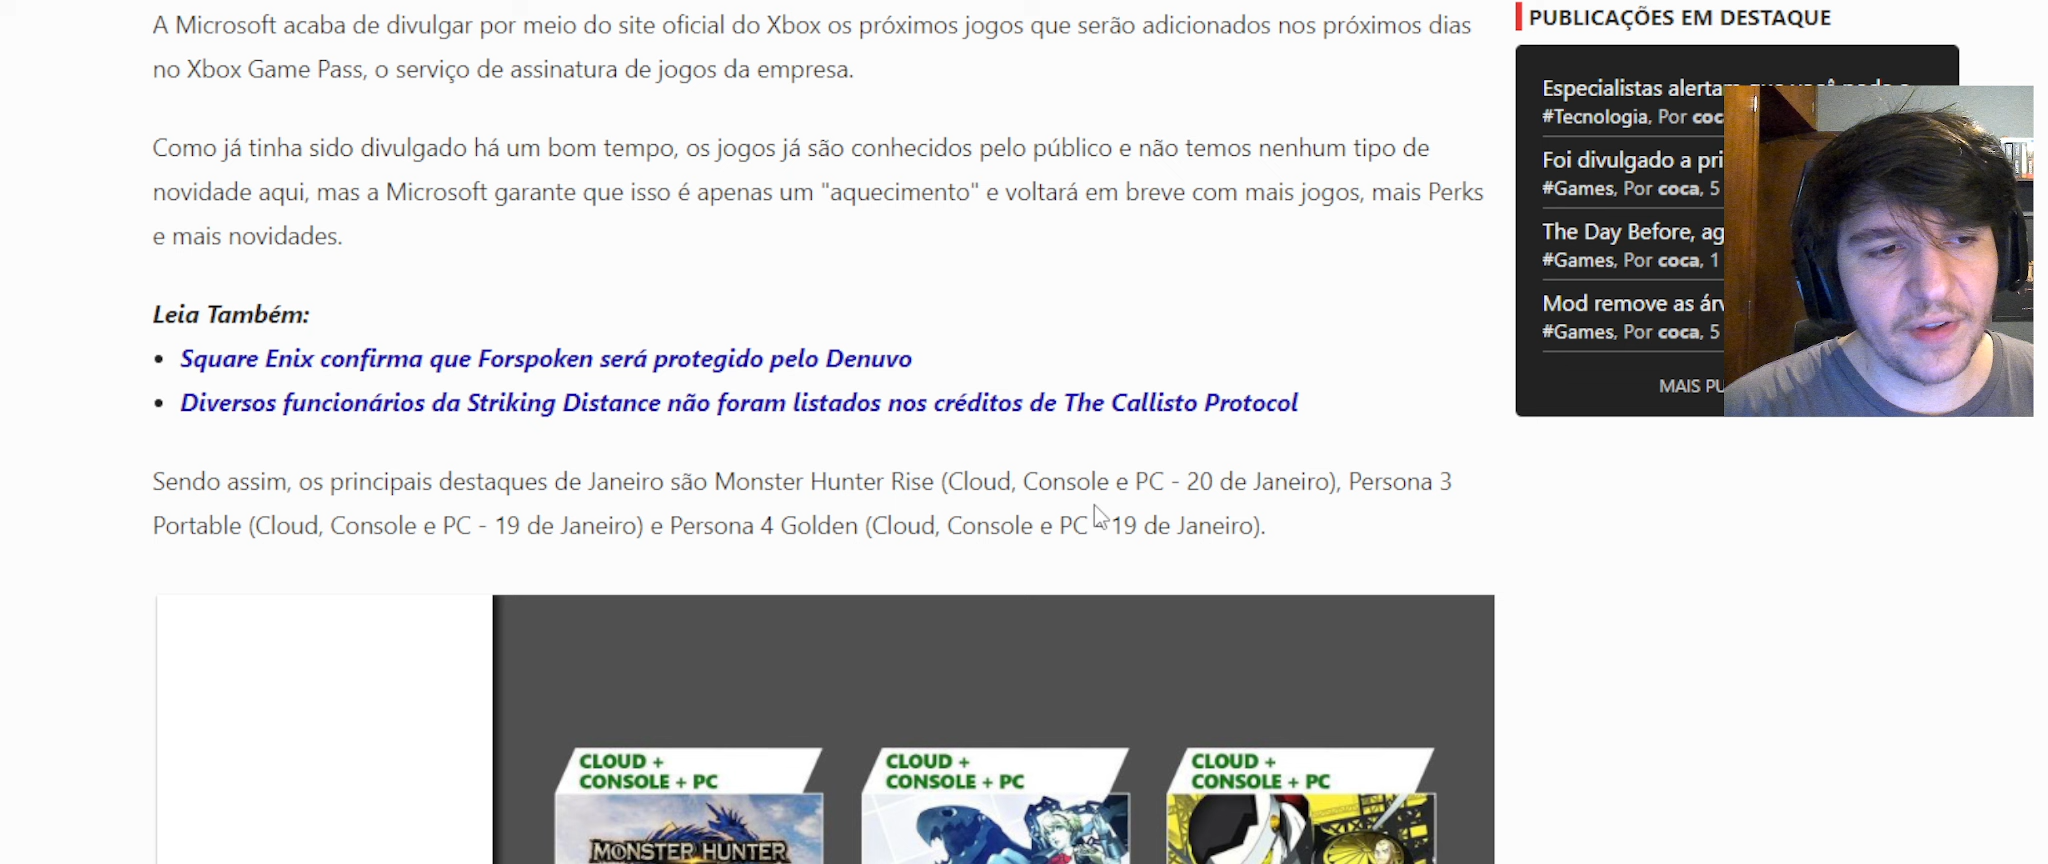 A Microsoft acaba de divulgar por meio do site oficial do Xbox os próximos jogos que serão adicionados nos próximos dias
no Xbox Game Pass, o serviço de assinatura de jogos da empresa.
Como já tinha sido divulgado há um bom tempo, os jogos já são conhecidos pelo público e não temos nenhum tipo de
novidade aqui, mas a Microsoft garante que isso é apenas um "aquecimento" e voltará em breve com mais jogos, mais Perks
e mais novidades.
Leia Também:
• Square Enix confirma que Forspoken será protegido pelo Denuvo
• Diversos funcionários da Striking Distance não foram listados nos créditos de The Callisto Protocol
Sendo assim, os principais destaques de Janeiro são Monster Hunter Rise (Cloud, Console e PC - 20 de Janeiro), Persona 3
Portable (Cloud, Console e PC - 19 de Janeiro) e Persona 4 Golden (Cloud, Console e PC 19 de Janeiro).
CLOUD +
CONSOLE + PC
MONSTER HUNTER
CLOUD +
CONSOLE + PC
CLOUD +
CONSOLE + PC
PUBLICAÇÕES EM DESTAQUE
Especialistas
#Tecnologia, Por
Foi divulgado a
#Games, Por coca, 5
The Day Before,
#Games, Por coca, 1
Mod remove as
#Games, Por coca, 5
MAIS